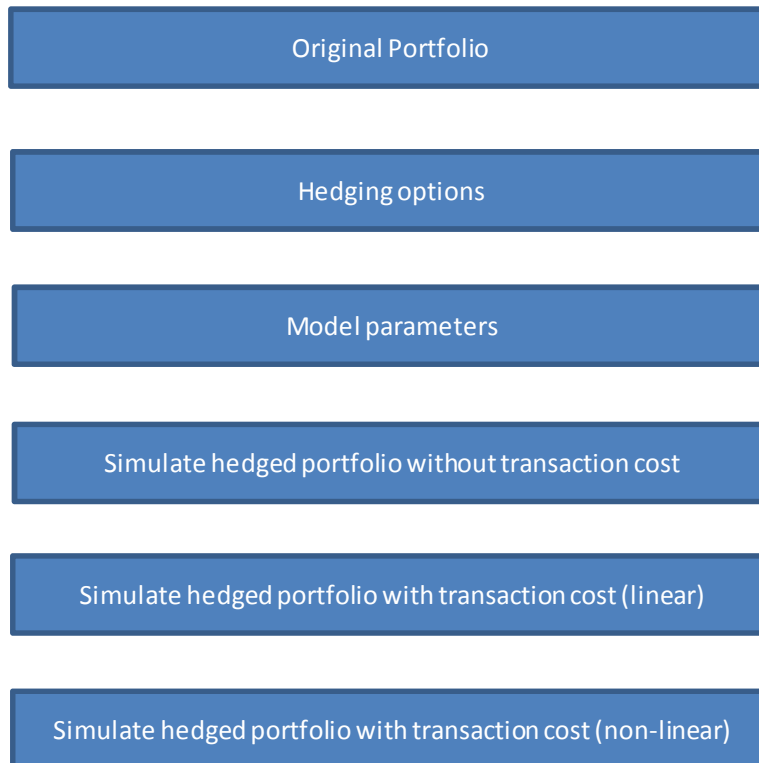 Original Portfolio
Hedging options
Model parameters
Simulate hedged portfolio without transaction cost
Simulate hedged portfolio with transaction cost (linear)
Simulate hedged portfolio with transaction cost (non-linear)